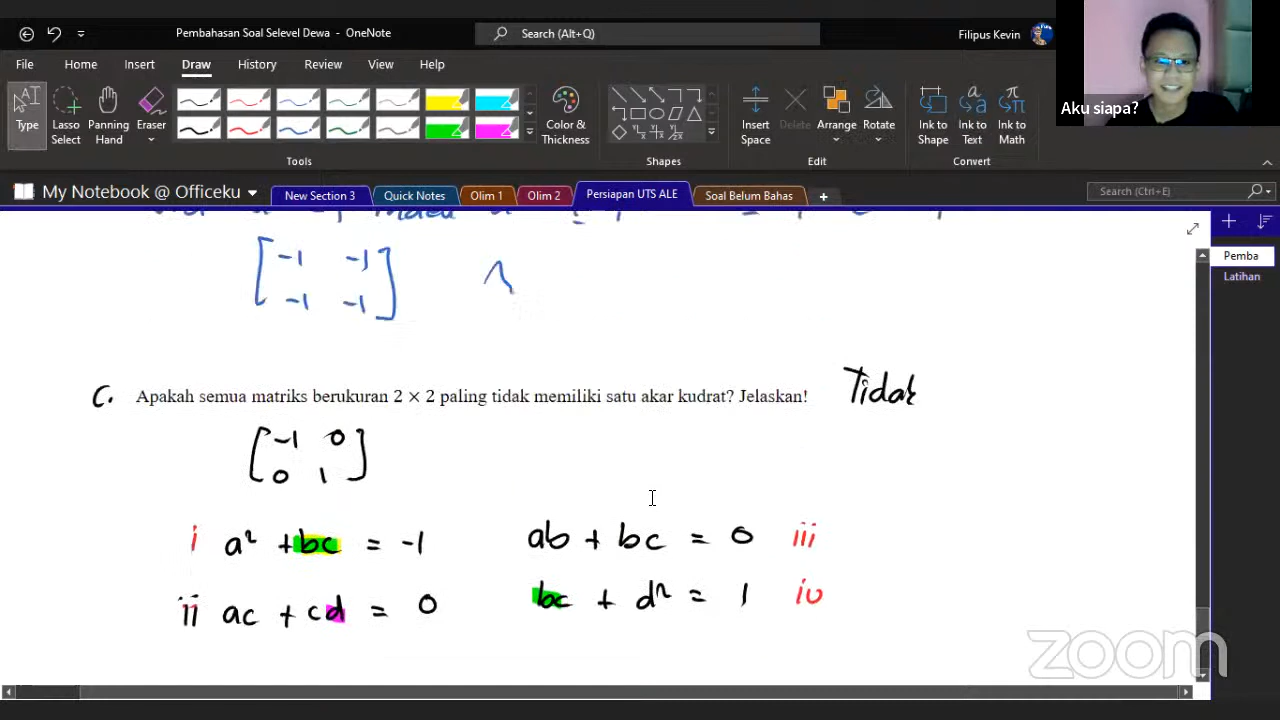 Pembahasan Soal Selevel Dewa - OneNote
Search (Alt+Q)
Filipus Kevin
File Home Insert Draw History Review View Help
Aku siapa?
Type
Lasso Select
Panning Hand
Eraser
Color & Thickness
Insert Space
Delete
Arrange
Rotate
Ink to Shape
Ink to Text
Ink to Math
Tools
Shapes
Edit
Convert
My Notebook @ Officeku
New Section 3
Quick Notes
Olim 1
Olim 2
Persiapan UTS ALE
Soal Belum Bahas
Search (Ctrl+E)
Pemba
Latihan
-1 -1
-1 -1
C. Apakah semua matriks berukuran 2 × 2 paling tidak memiliki satu akar kudrat? Jelaskan! Tidak
-1 0
0 1
i a² + bc = -1 ab + bc = 0 iii
ii ac + cd = 0 bc + d² = 1 iv
zoom